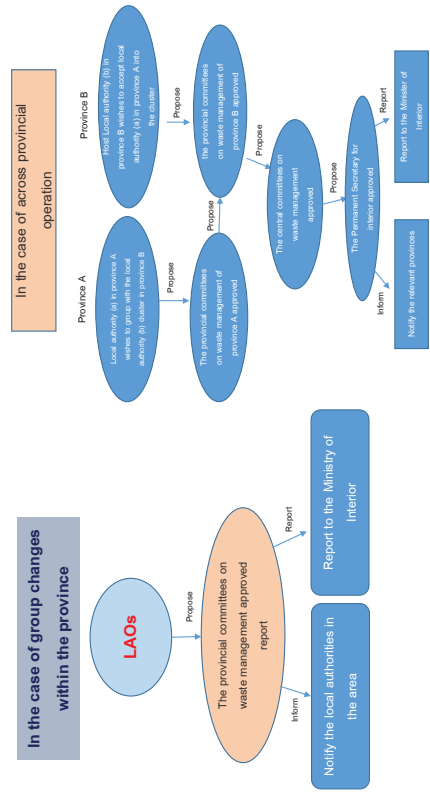 In the case of group changes
within the province
LAOs
Propose
The provincial committees on
waste management approved
report
Inform
Report
Notify the local authorities in
the area
Report to the Ministry of
Interior
In the case of across provincial
operation
Province A
Province B
Local authority (a) in province A
wishes to group with the local
authority (b) cluster in province B
Host Local authority (b) in
province B wishes to accept local
authority (a) in province A into
the cluster
Propose
Propose
The provincial committees
on waste management of
province A approved
Propose
the provincial committees
on waste management of
province B approved
Propose
The central committees on
waste management
approved
Propose
The Permanent Secretary for
interior approved
Inform
Report
Notify the relevant provinces
Report to the Minister of
Interior